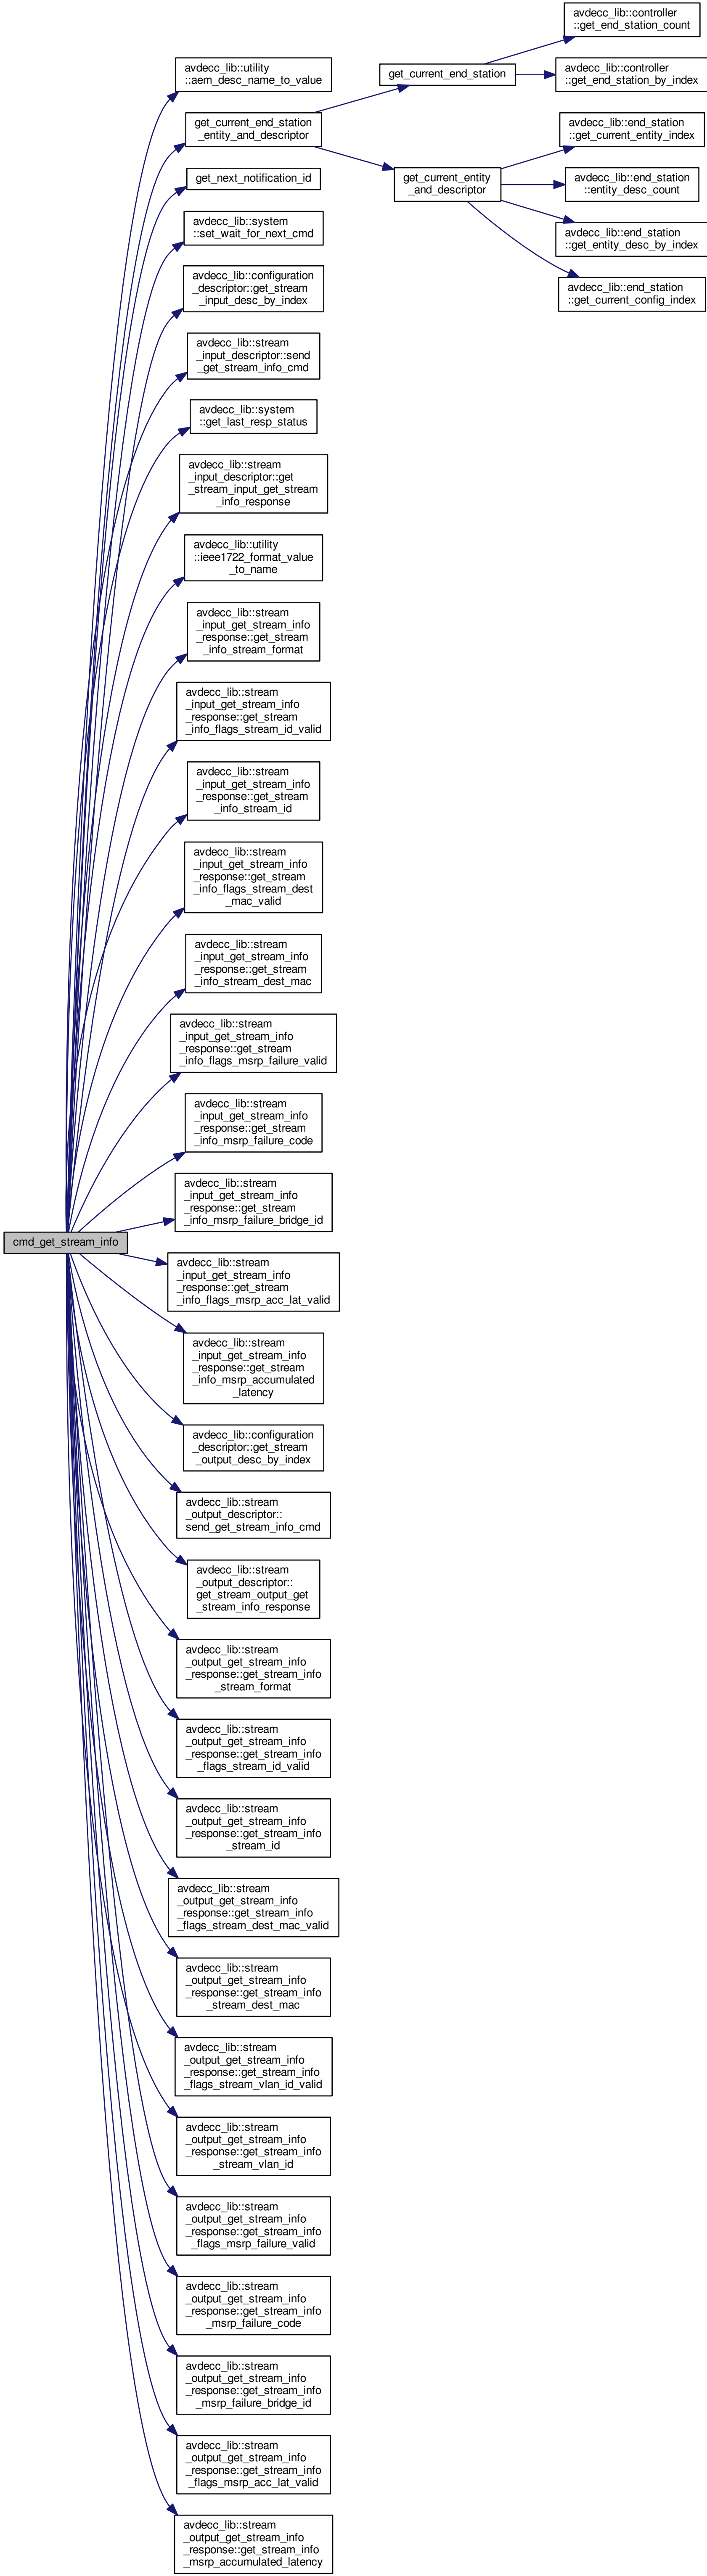 avdecc_lib::controller
::get_end_station_count
avdecc_lib::utility
::aem_desc_name_to_value
get_current_end_station
avdecc_lib::controller
::get_end_station_by_index
get_current_end_station
_entity_and_descriptor
avdecc_lib::end_station
::get_current_entity_index
get_next_notification_id
get_current_entity
_and_descriptor
avdecc_lib::end_station
::entity_desc_count
avdecc_lib::system
::set_wait_for_next_cmd
avdecc_lib::end_station
::get_entity_desc_by_index
avdecc_lib::configuration
_descriptor::get_stream
_input_desc_by_index
avdecc_lib::end_station
::get_current_config_index
avdecc_lib::stream
_input_descriptor::send
_get_stream_info_cmd
avdecc_lib::system
::get_last_resp_status
avdecc_lib::stream
_input_descriptor::get
_stream_input_get_stream
_info_response
avdecc_lib::utility
::ieee1722_format_value
_to_name
avdecc_lib::stream
_input_get_stream_info
_response::get_stream
_info_stream_format
avdecc_lib::stream
_input_get_stream_info
_response::get_stream
_info_flags_stream_id_valid
avdecc_lib::stream
_input_get_stream_info
_response::get_stream
_info_stream_id
avdecc_lib::stream
_input_get_stream_info
_response::get_stream
_info_flags_stream_dest
_mac_valid
avdecc_lib::stream
_input_get_stream_info
_response::get_stream
_info_stream_dest_mac
avdecc_lib::stream
_input_get_stream_info
_response::get_stream
_info_flags_msrp_failure_valid
avdecc_lib::stream
_input_get_stream_info
_response::get_stream
_info_msrp_failure_code
avdecc_lib::stream
_input_get_stream_info
_response::get_stream
_info_msrp_failure_bridge_id
cmd_get_stream_info
avdecc_lib::stream
_input_get_stream_info
_response::get_stream
_info_flags_msrp_acc_lat_valid
avdecc_lib::stream
_input_get_stream_info
_response::get_stream
_info_msrp_accumulated
_latency
avdecc_lib::configuration
_descriptor::get_stream
_output_desc_by_index
avdecc_lib::stream
_output_descriptor::
send_get_stream_info_cmd
avdecc_lib::stream
_output_descriptor::
get_stream_output_get
_stream_info_response
avdecc_lib::stream
_output_get_stream_info
_response::get_stream_info
_stream_format
avdecc_lib::stream
_output_get_stream_info
_response::get_stream_info
_flags_stream_id_valid
avdecc_lib::stream
_output_get_stream_info
_response::get_stream_info
_stream_id
avdecc_lib::stream
_output_get_stream_info
_response::get_stream_info
_flags_stream_dest_mac_valid
avdecc_lib::stream
_output_get_stream_info
_response::get_stream_info
_stream_dest_mac
avdecc_lib::stream
_output_get_stream_info
_response::get_stream_info
_flags_stream_vlan_id_valid
avdecc_lib::stream
_output_get_stream_info
_response::get_stream_info
_stream_vlan_id
avdecc_lib::stream
_output_get_stream_info
_response::get_stream_info
_flags_msrp_failure_valid
avdecc_lib::stream
_output_get_stream_info
_response::get_stream_info
_msrp_failure_code
avdecc_lib::stream
_output_get_stream_info
_response::get_stream_info
_msrp_failure_bridge_id
avdecc_lib::stream
_output_get_stream_info
_response::get_stream_info
_flags_msrp_acc_lat_valid
avdecc_lib::stream
_output_get_stream_info
_response::get_stream_info
_msrp_accumulated_latency